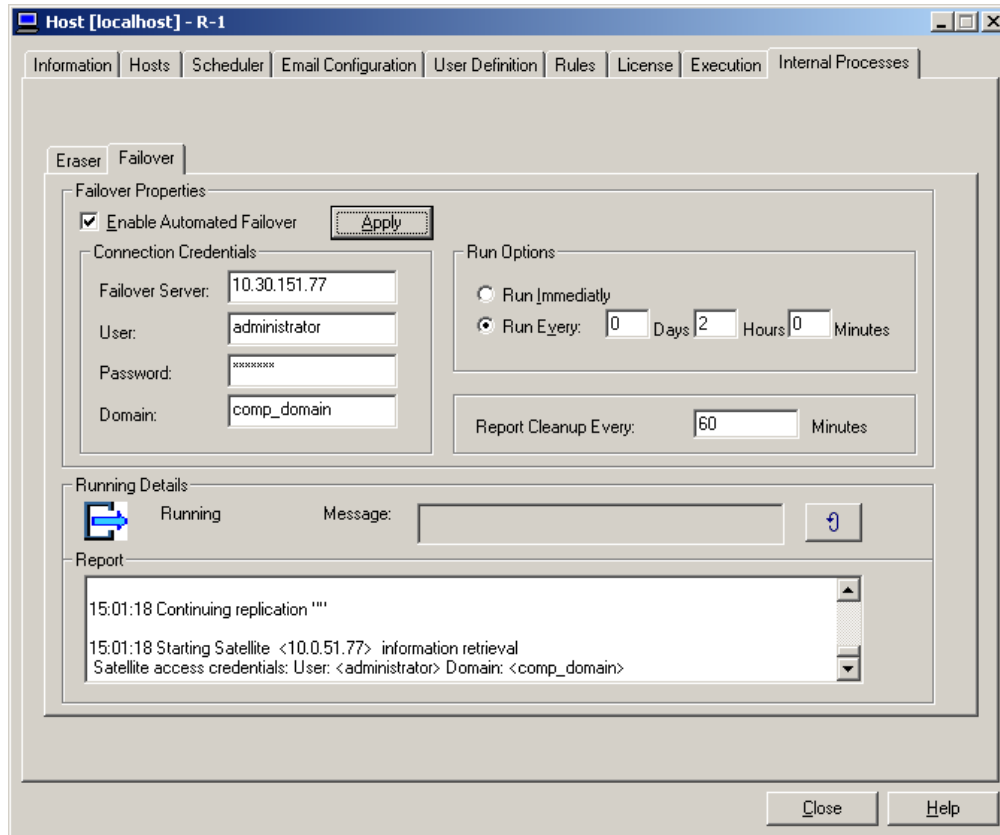 Host [localhost] - R-1
Information Hosts Scheduler Email Configuration User Definition Rules License Execution Internal Processes
Eraser Failover
Failover Properties
Enable Automated Failover Apply
Connection Credentials
Failover Server: 10.30.151.77
User: administrator
Password: *******
Domain: comp_domain
Run Options
Run Immediatly
Run Every: 0 Days 2 Hours 0 Minutes
Report Cleanup Every: 60 Minutes
Running Details
Running Message:
Report
15:01:18 Continuing replication ""
15:01:18 Starting Satellite <10.0.51.77> information retrieval
Satellite access credentials: User: <administrator> Domain: <comp_domain>
Close Help